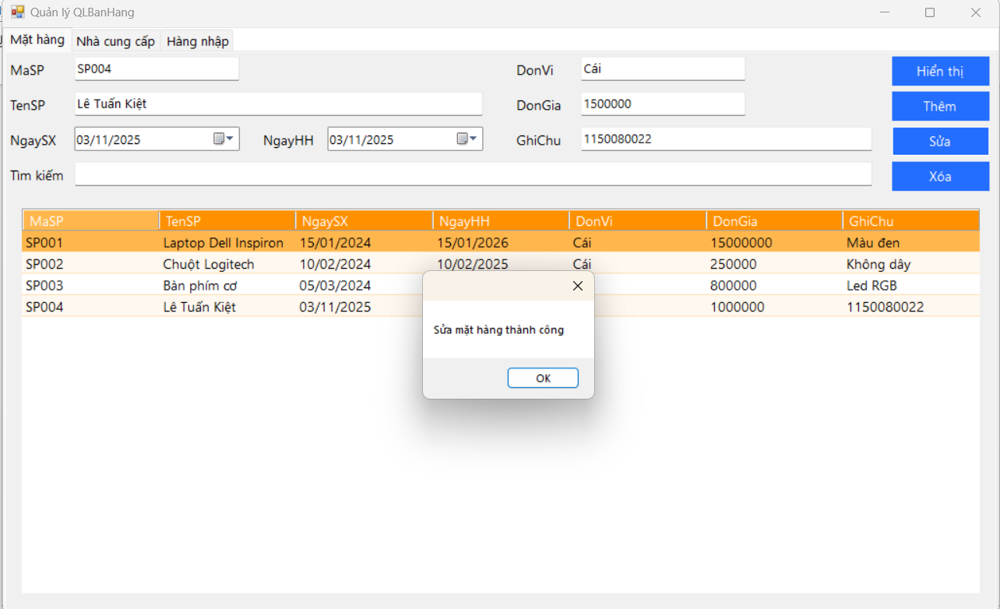 Quản lý QLBanHang
Mặt hàng Nhà cung cấp Hàng nhập
MaSP SP004 DonVi Cái Hiển thị
TenSP Lê Tuấn Kiệt DonGia 1500000 Thêm
NgaySX 03/11/2025 NgayHH 03/11/2025 GhiChu 1150080022 Sửa
Tìm kiếm Xóa
MaSP TenSP NgaySX NgayHH DonVi DonGia GhiChu
SP001 Laptop Dell Inspiron 15/01/2024 15/01/2026 Cái 15000000 Màu đen
SP002 Chuột Logitech 10/02/2024 10/02/2025 Cái 250000 Không dây
SP003 Bàn phím cơ 05/03/2024 800000 Led RGB
SP004 Lê Tuấn Kiệt 03/11/2025 1000000 1150080022
Sửa mặt hàng thành công
OK